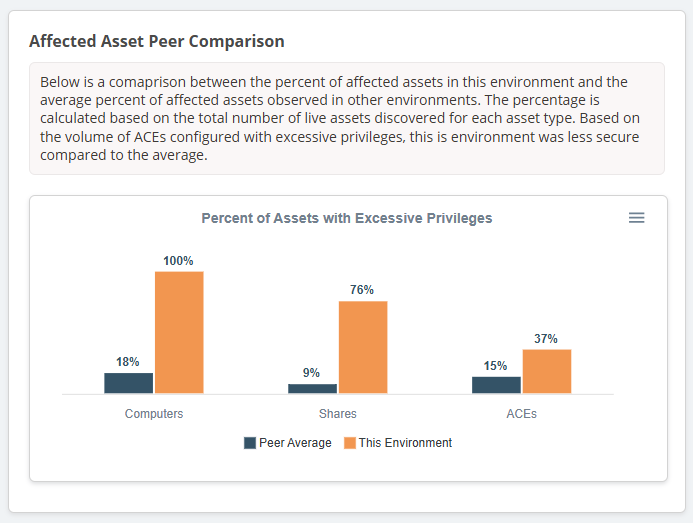 Affected Asset Peer Comparison
Below is a comaprison between the percent of affected assets in this environment and the
average percent of affected assets observed in other environments. The percentage is
calculated based on the total number of live assets discovered for each asset type. Based on
the volume of ACEs configured with excessive privileges, this is environment was less secure
compared to the average.
Percent of Assets with Excessive Privileges
100%
18%
76%
9%
37%
15%
Computers
Shares
ACEs
Peer Average
This Environment